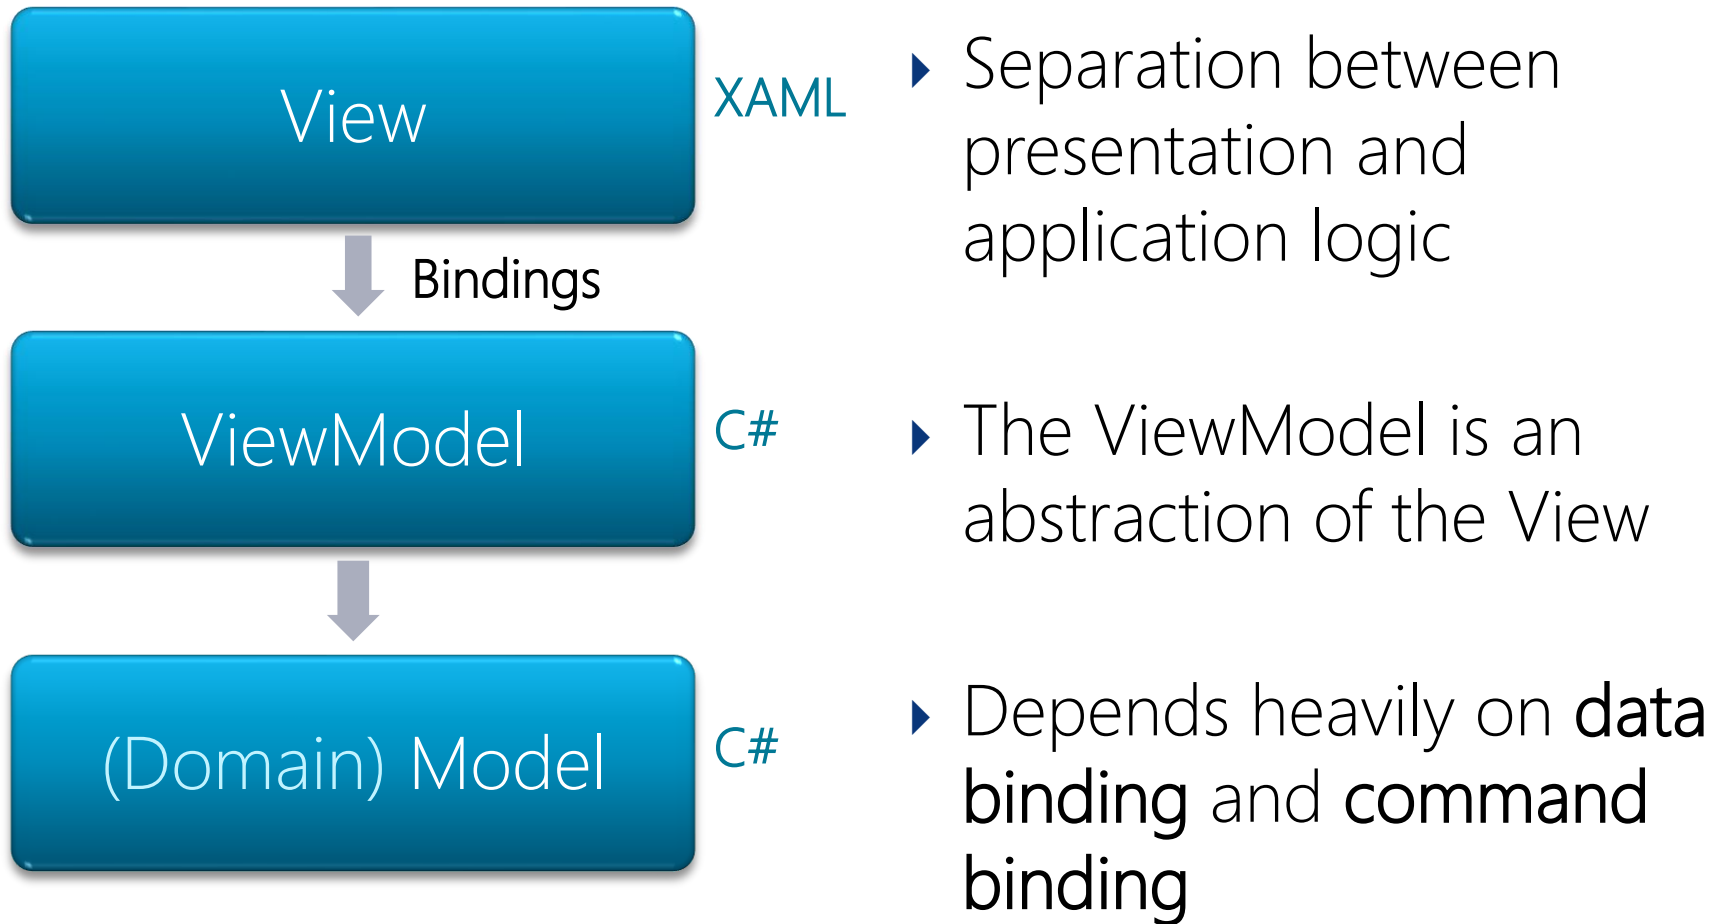 View
XAML
Bindings
ViewModel
C#
(Domain) Model
C#
Separation between
presentation and
application logic
The ViewModel is an
abstraction of the View
Depends heavily on data
binding and command
binding